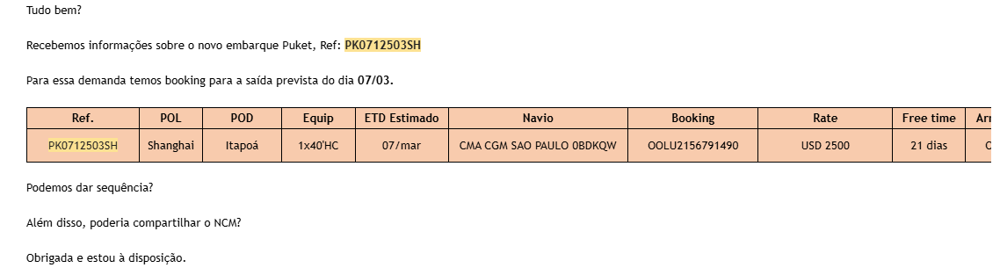 Tudo bem?
Recebemos informações sobre o novo embarque Puket, Ref: PK0712503SH
Para essa demanda temos booking para a saída prevista do dia 07/03.
Ref. POL POD Equip ETD Estimado Navio Booking Rate Free time
PK0712503SH Shanghai Itapoá 1x40'HC 07/mar CMA CGM SAO PAULO 0BDKQW OOLU2156791490 USD 2500 21 dias
Podemos dar sequência?
Além disso, poderia compartilhar o NCM?
Obrigada e estou à disposição.